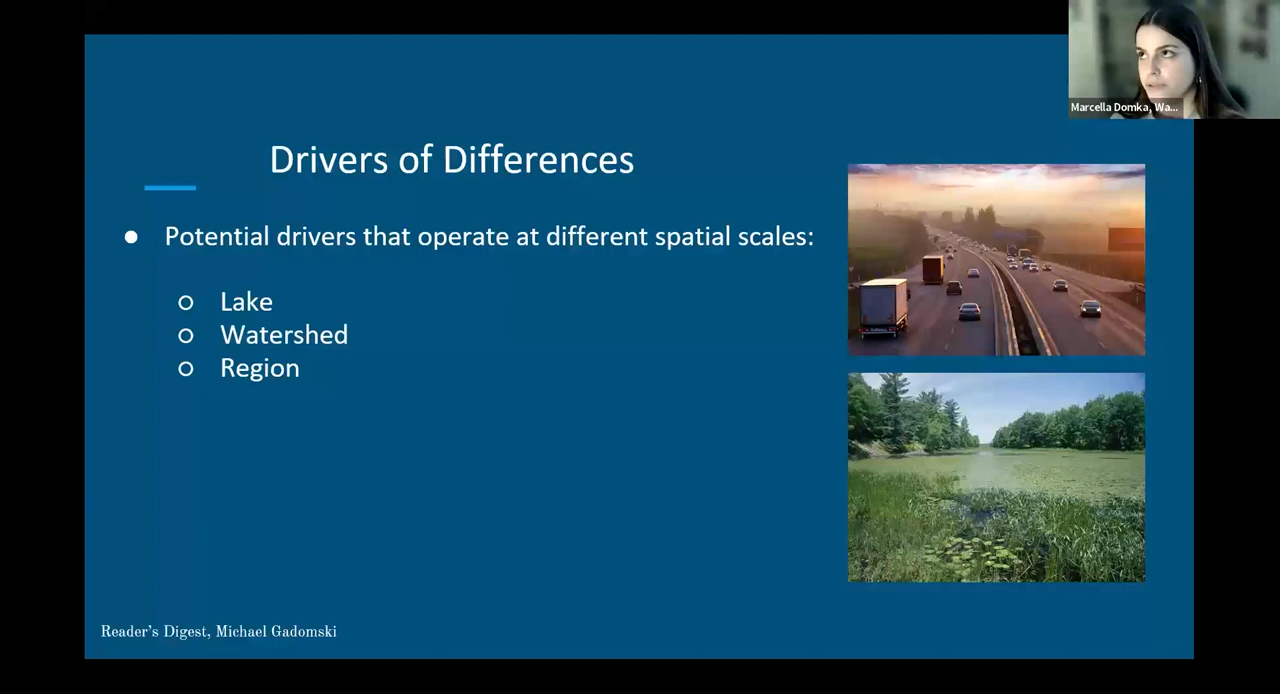 Marcella Domka, Wa...
Drivers of Differences
● Potential drivers that operate at different spatial scales:
○ Lake
○ Watershed
○ Region
Reader's Digest, Michael Gadomski